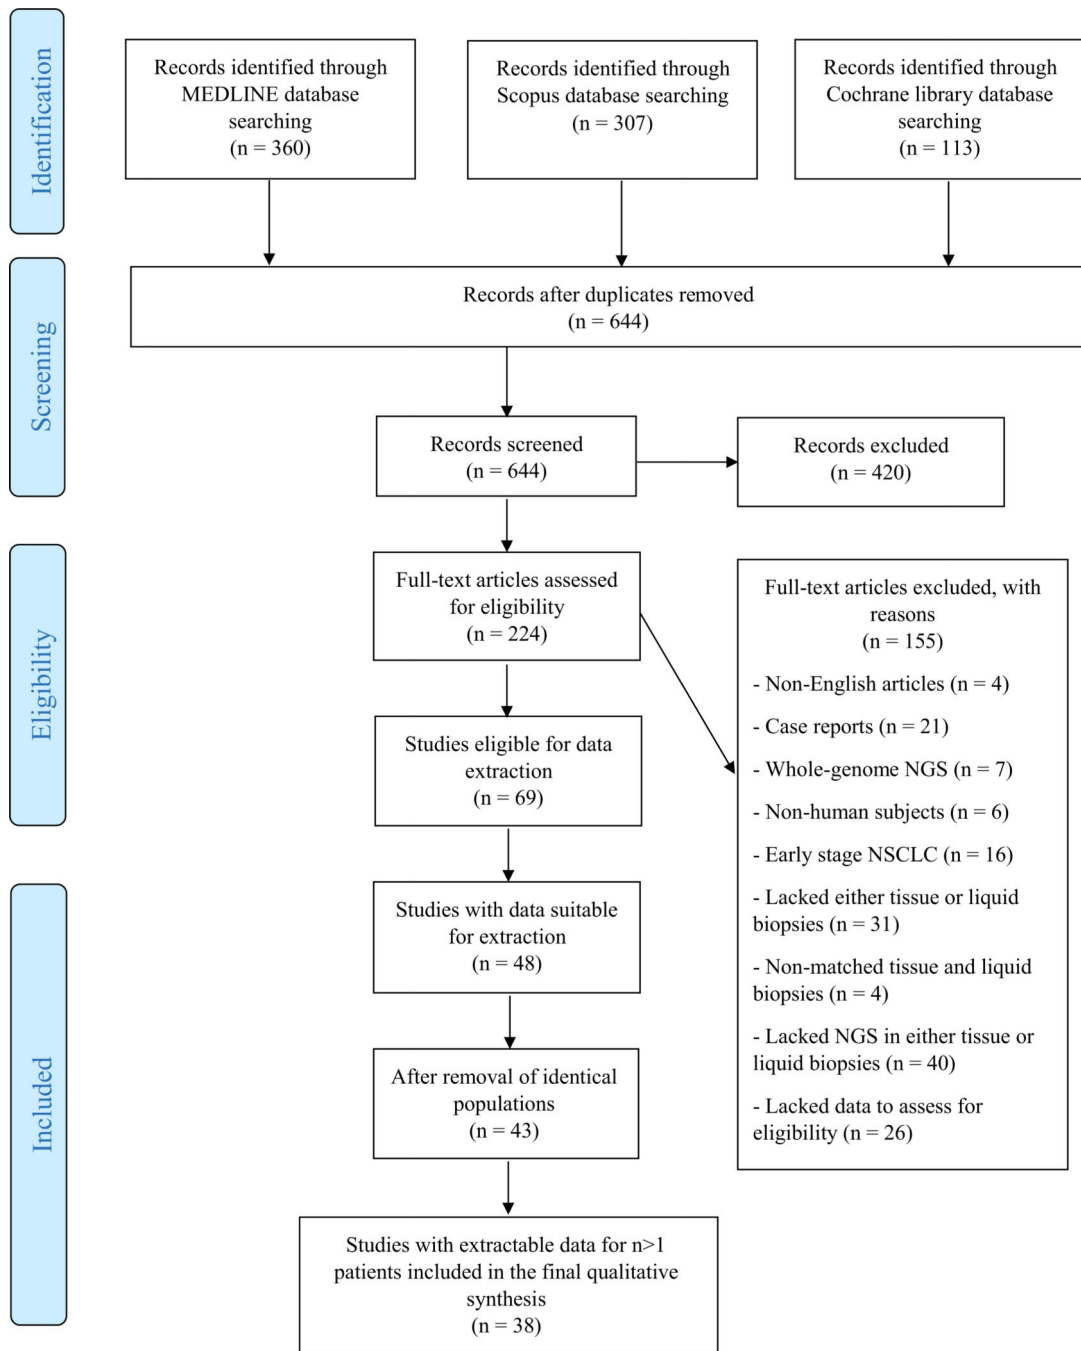 Identification
Records identified through
MEDLINE database
searching
(n = 360)
Records identified through
Scopus database searching
(n = 307)
Records identified through
Cochrane library database
searching
(n = 113)
Screening
Records after duplicates removed
(n = 644)
Records screened
(n = 644)
Records excluded
(n = 420)
Eligibility
Full-text articles assessed
for eligibility
(n = 224)
Full-text articles excluded, with
reasons
(n = 155)
- Non-English articles (n = 4)
- Case reports (n = 21)
- Whole-genome NGS (n = 7)
- Non-human subjects (n = 6)
- Early stage NSCLC (n = 16)
- Lacked either tissue or liquid
biopsies (n = 31)
- Non-matched tissue and liquid
biopsies (n = 4)
- Lacked NGS in either tissue or
liquid biopsies (n = 40)
- Lacked data to assess for
eligibility (n = 26)
Studies eligible for data
extraction
(n = 69)
Included
Studies with data suitable
for extraction
(n = 48)
After removal of identical
populations
(n = 43)
Studies with extractable data for n>1
patients included in the final qualitative
synthesis
(n = 38)